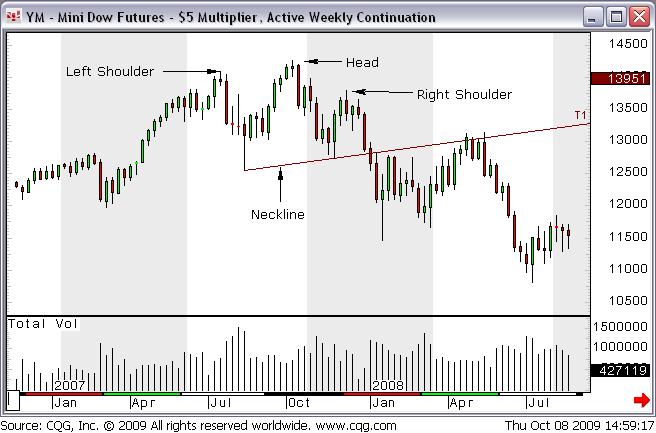 YM - Mini Dow Futures - $5 Multiplier, Active Weekly Continuation
14500
Left Shoulder
Head
13951
Right Shoulder
13500
T1
13000
12500
Neckline
12000
11500
11000
10500
Total Vol
1500000
1000000
427119
2007
2008
Jan Apr Jul Oct Jan Apr Jul
Source: CQG, Inc. © 2009 All rights reserved worldwide. www.cqg.com Thu Oct 08 2009 14:59:17